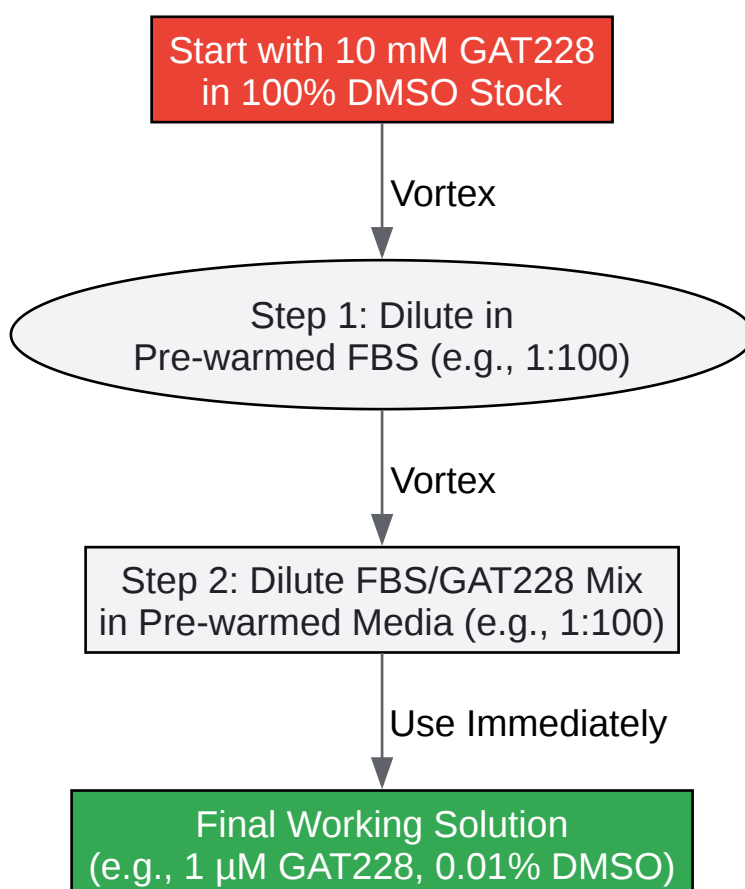 Start with 10 mM GAT228
in 100% DMSO Stock
Vortex
Step 1: Dilute in
Pre-warmed FBS (e.g., 1:100)
Vortex
Step 2: Dilute FBS/GAT228 Mix
in Pre-warmed Media (e.g., 1:100)
Use Immediately
Final Working Solution
(e.g., 1 µM GAT228, 0.01% DMSO)